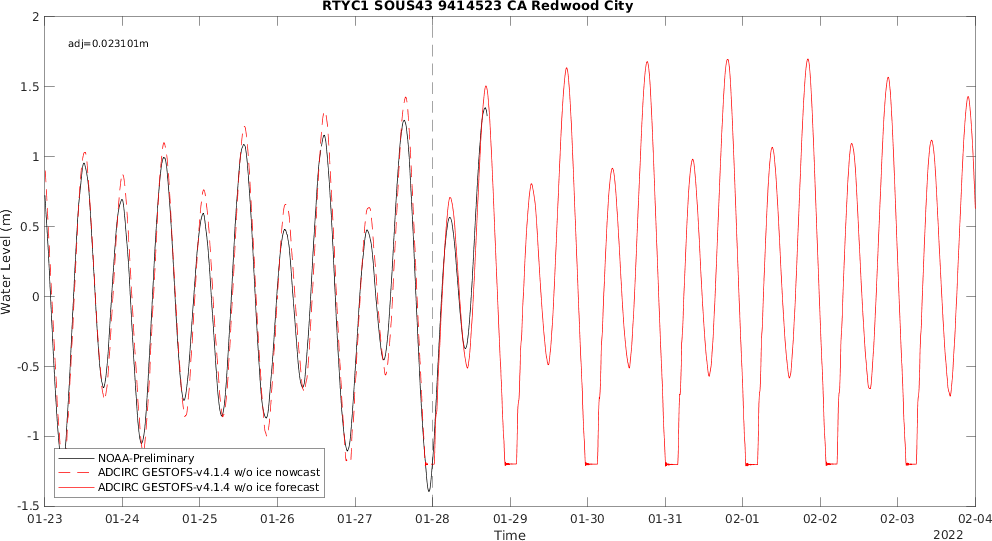 RTYC1 SOUS43 9414523 CA Redwood City
adj=0.023101m
Water Level (m)
2
1.5
1
0.5
0
-0.5
-1
-1.5
NOAA-Preliminary
ADCIRC GESTOFS-v4.1.4 w/o ice nowcast
ADCIRC GESTOFS-v4.1.4 w/o ice forecast
01-23 01-24 01-25 01-26 01-27 01-28 01-29 01-30 01-31 02-01 02-02 02-03 02-04
Time
2022